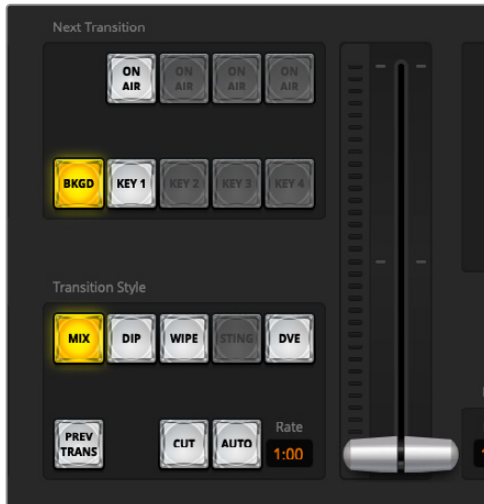 Next Transition
ON AIR ON AIR ON AIR ON AIR
BKGD KEY 1 KEY 2 KEY 3 KEY 4
Transition Style
MIX DIP WIPE STING DVE
PREV TRANS CUT AUTO Rate 1:00